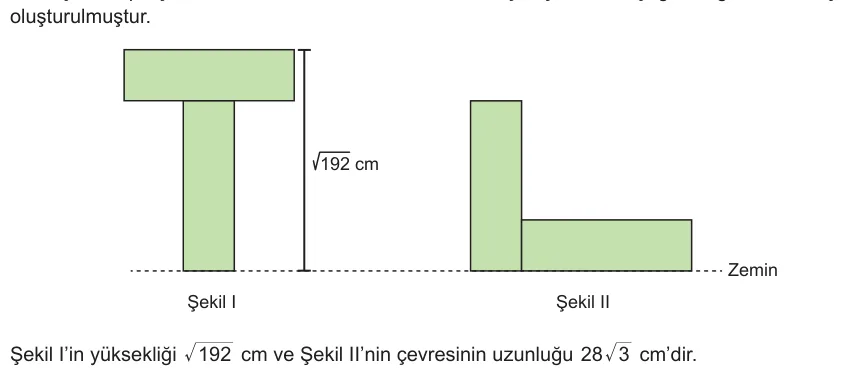 oluşturulmuştur.
√192 cm
Zemin
Şekil I
Şekil II
Şekil I’in yüksekliği √192 cm ve Şekil II’nin çevresinin uzunluğu 28√3 cm’dir.